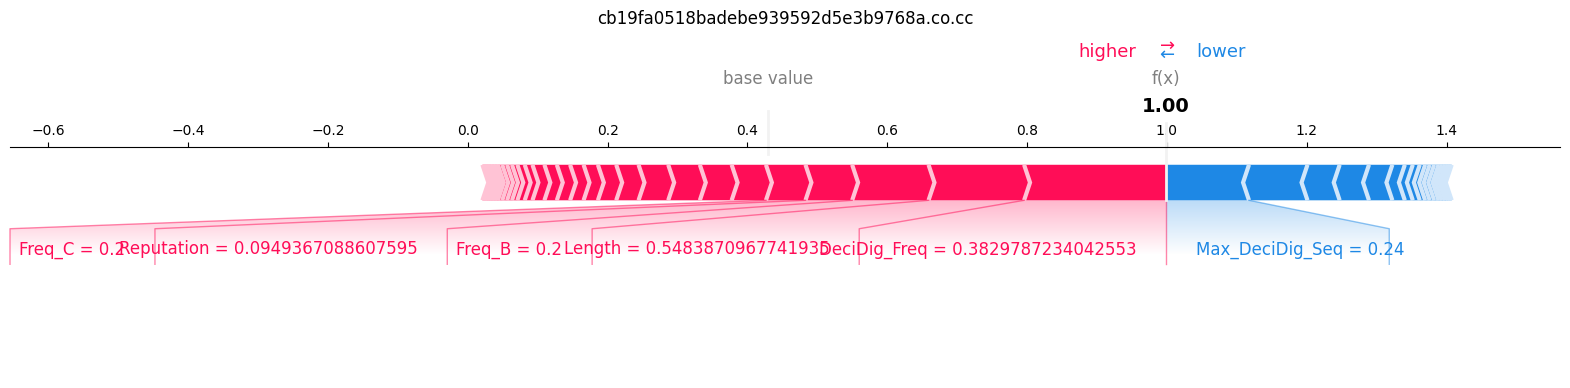 cb19fa0518badebe939592d5e3b9768a.co.cc
higher ⇄ lower
base value f(x)
1.00
−0.6 −0.4 −0.2 0.0 0.2 0.4 0.6 0.8 1.0 1.2 1.4
Freq_C = 0.2 Reputation = 0.0949367088607595 Freq_B = 0.2 Length = 0.5483870967741935 DeciDig_Freq = 0.3829787234042553 Max_DeciDig_Seq = 0.24